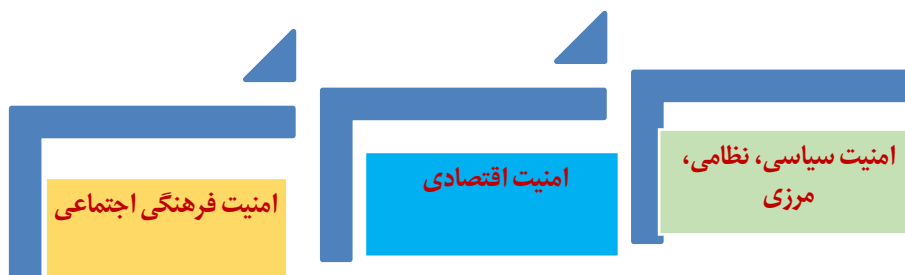 امنیت سیاسی، نظامی،
مرزی
امنیت اقتصادی
امنیت فرهنگی اجتماعی